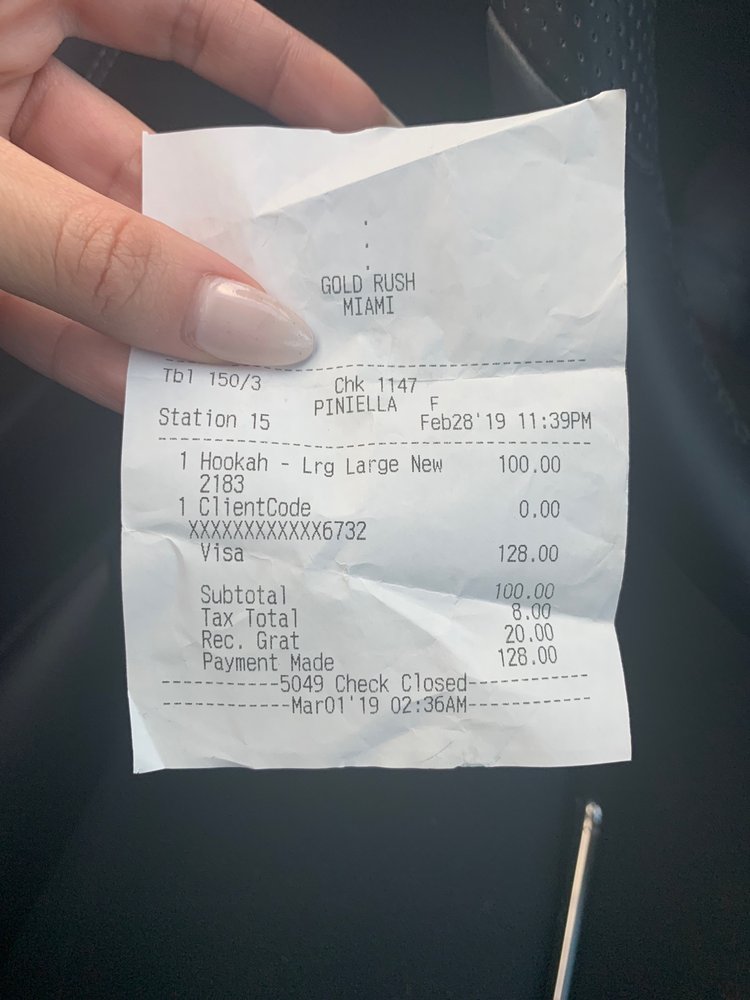 GOLD RUSH
MIAMI
Tbl 150/3 Chk 1147
PINIELLA F
Station 15 Feb28'19 11:39PM
1 Hookah - Lrg Large New 100.00
2183
1 ClientCode 0.00
XXXXXXXXXXXX6732
Visa 128.00
Subtotal 100.00
Tax Total 8.00
Rec. Grat 20.00
Payment Made 128.00
-----------5049 Check Closed-----------
------------Mar01'19 02:36AM------------